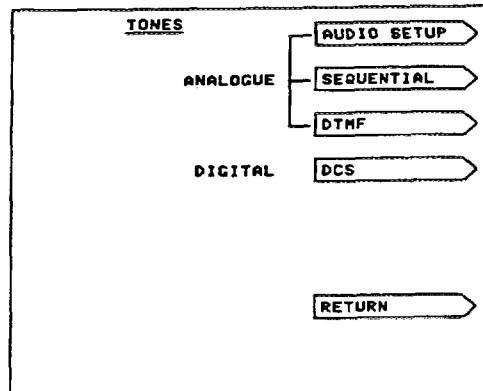 TONES
AUDIO SETUP
ANALOGUE
SEQUENTIAL
DTMF
DIGITAL
DCS
RETURN